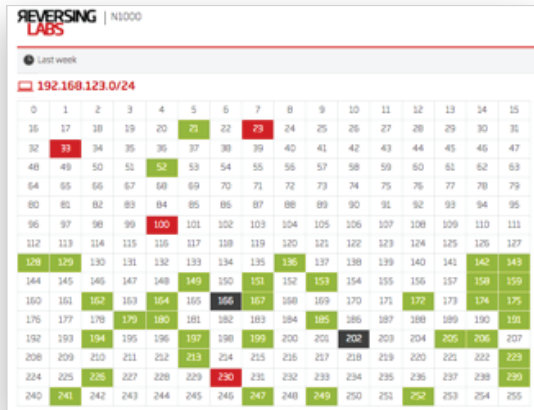 REVERSING
LABS
N1000
Last week
192.168.123.0/24
0 1 2 3 4 5 6 7 8 9 10 11 12 13 14 15
16 17 18 19 20 21 22 23 24 25 26 27 28 29 30 31
32 33 34 35 36 37 38 39 40 41 42 43 44 45 46 47
48 49 50 51 52 53 54 55 56 57 58 59 60 61 62 63
64 65 66 67 68 69 70 71 72 73 74 75 76 77 78 79
80 81 82 83 84 85 86 87 88 89 90 91 92 93 94 95
96 97 98 99 100 101 102 103 104 105 106 107 108 109 110 111
112 113 114 115 116 117 118 119 120 121 122 123 124 125 126 127
128 129 130 131 132 133 134 135 136 137 138 139 140 141 142 143
144 145 146 147 148 149 150 151 152 153 154 155 156 157 158 159
160 161 162 163 164 165 166 167 168 169 170 171 172 173 174 175
176 177 178 179 180 181 182 183 184 185 186 187 188 189 190 191
192 193 194 195 196 197 198 199 200 201 202 203 204 205 206 207
208 209 210 211 212 213 214 215 216 217 218 219 220 221 222 223
224 225 226 227 228 229 230 231 232 233 234 235 236 237 238 239
240 241 242 243 244 245 246 247 248 249 250 251 252 253 254 255